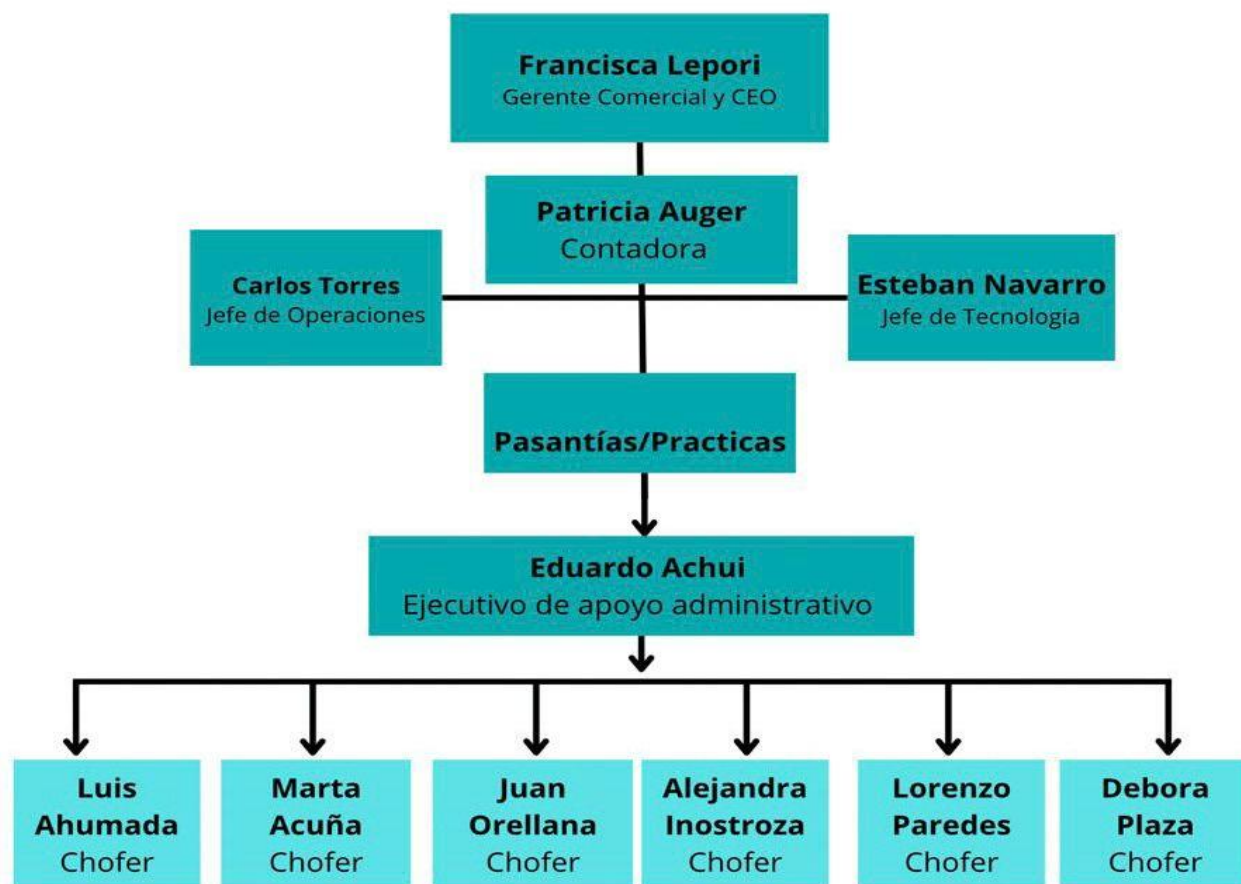 Francisca Lepori
Gerente Comercial y CEO
Patricia Auger
Contadora
Carlos Torres
Jefe de Operaciones
Esteban Navarro
Jefe de Tecnologia
Pasantías/Practicas
Eduardo Achui
Ejecutivo de apoyo administrativo
Luis
Ahumada
Chofer
Marta
Acuña
Chofer
Juan
Orellana
Chofer
Alejandra
Inostroza
Chofer
Lorenzo
Paredes
Chofer
Debora
Plaza
Chofer